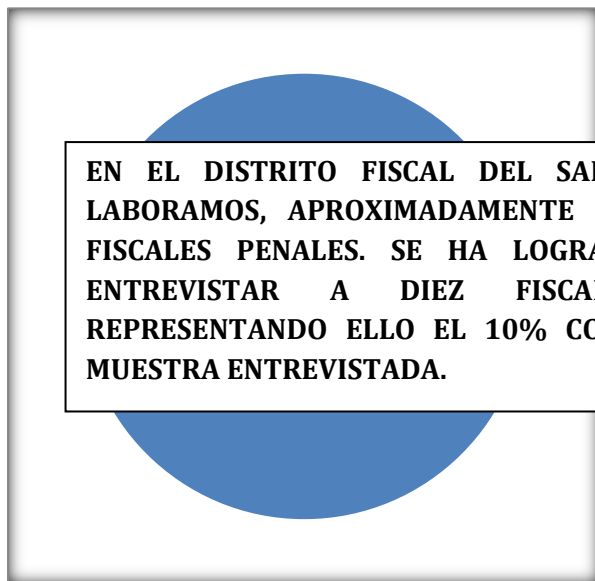 EN EL DISTRITO FISCAL DEL
LABORAMOS, APROXIMADAMENTE
FISCALES PENALES. SE HA
ENTREVISTAR A DIEZ
REPRESENTANDO ELLO EL 10%
MUESTRA ENTREVISTADA.